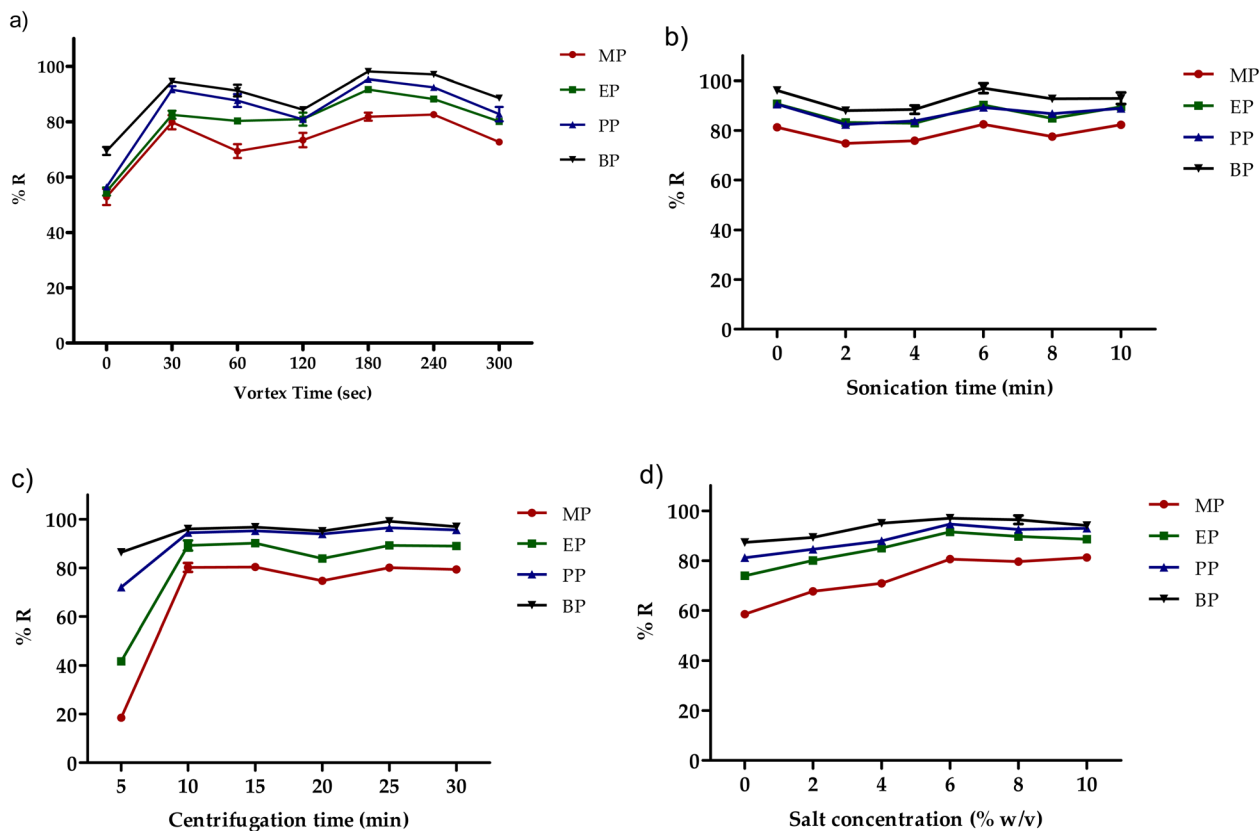 a)
% R
100
80
60
40
20
0
0 30 60 120 180 240 300
Vortex Time (sec)
MP
EP
PP
BP
b)
% R
100
80
60
40
20
0
0 2 4 6 8 10
Sonication time (min)
MP
EP
PP
BP
c)
% R
100
80
60
40
20
0
5 10 15 20 25 30
Centrifugation time (min)
MP
EP
PP
BP
d)
% R
100
80
60
40
20
0
0 2 4 6 8 10
Salt concentration (% w/v)
MP
EP
PP
BP